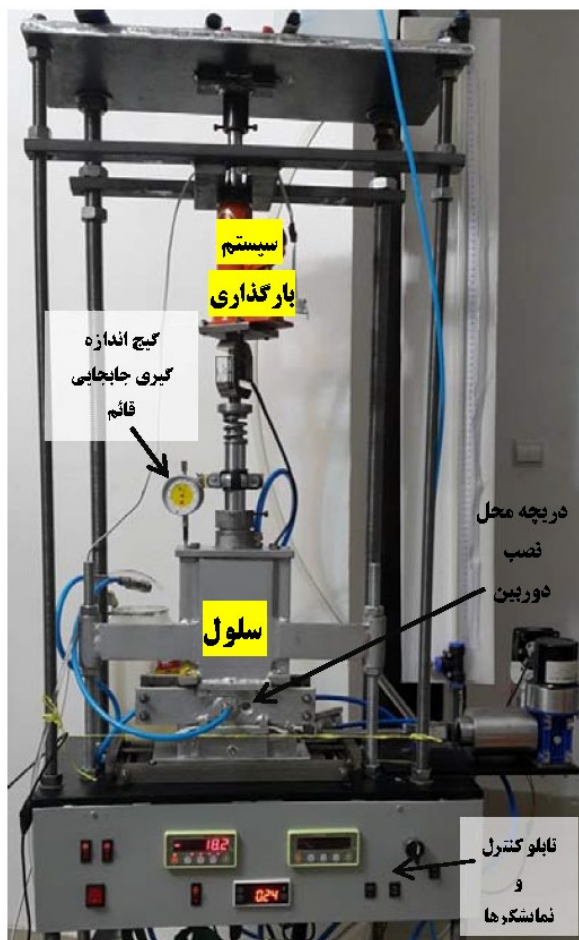 سیستم
بارگذاری
گیج اندازه
گیری جابجایی
قائم
دریچه محل
نصب
دوربین
سلول
18.2
0.24
تابلو کنترل
و
نمایشگرها